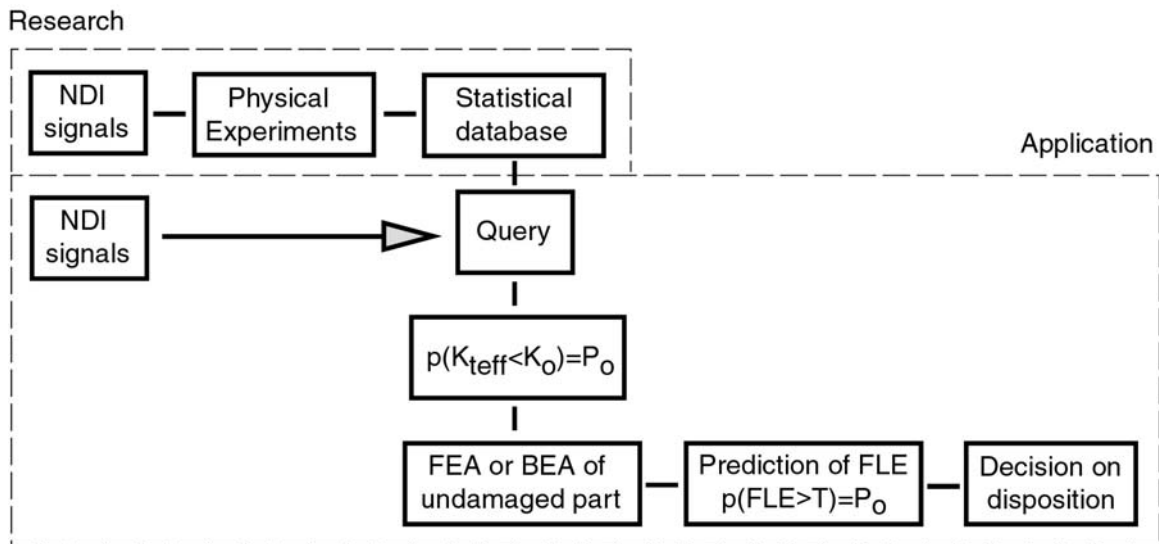 Research
NDI
signals
Physical
Experiments
Statistical
database
Application
NDI
signals
Query
p(Kteff<Ko)=Po
FEA or BEA of
undamaged part
Prediction of FLE
p(FLE>T)=Po
Decision on
disposition